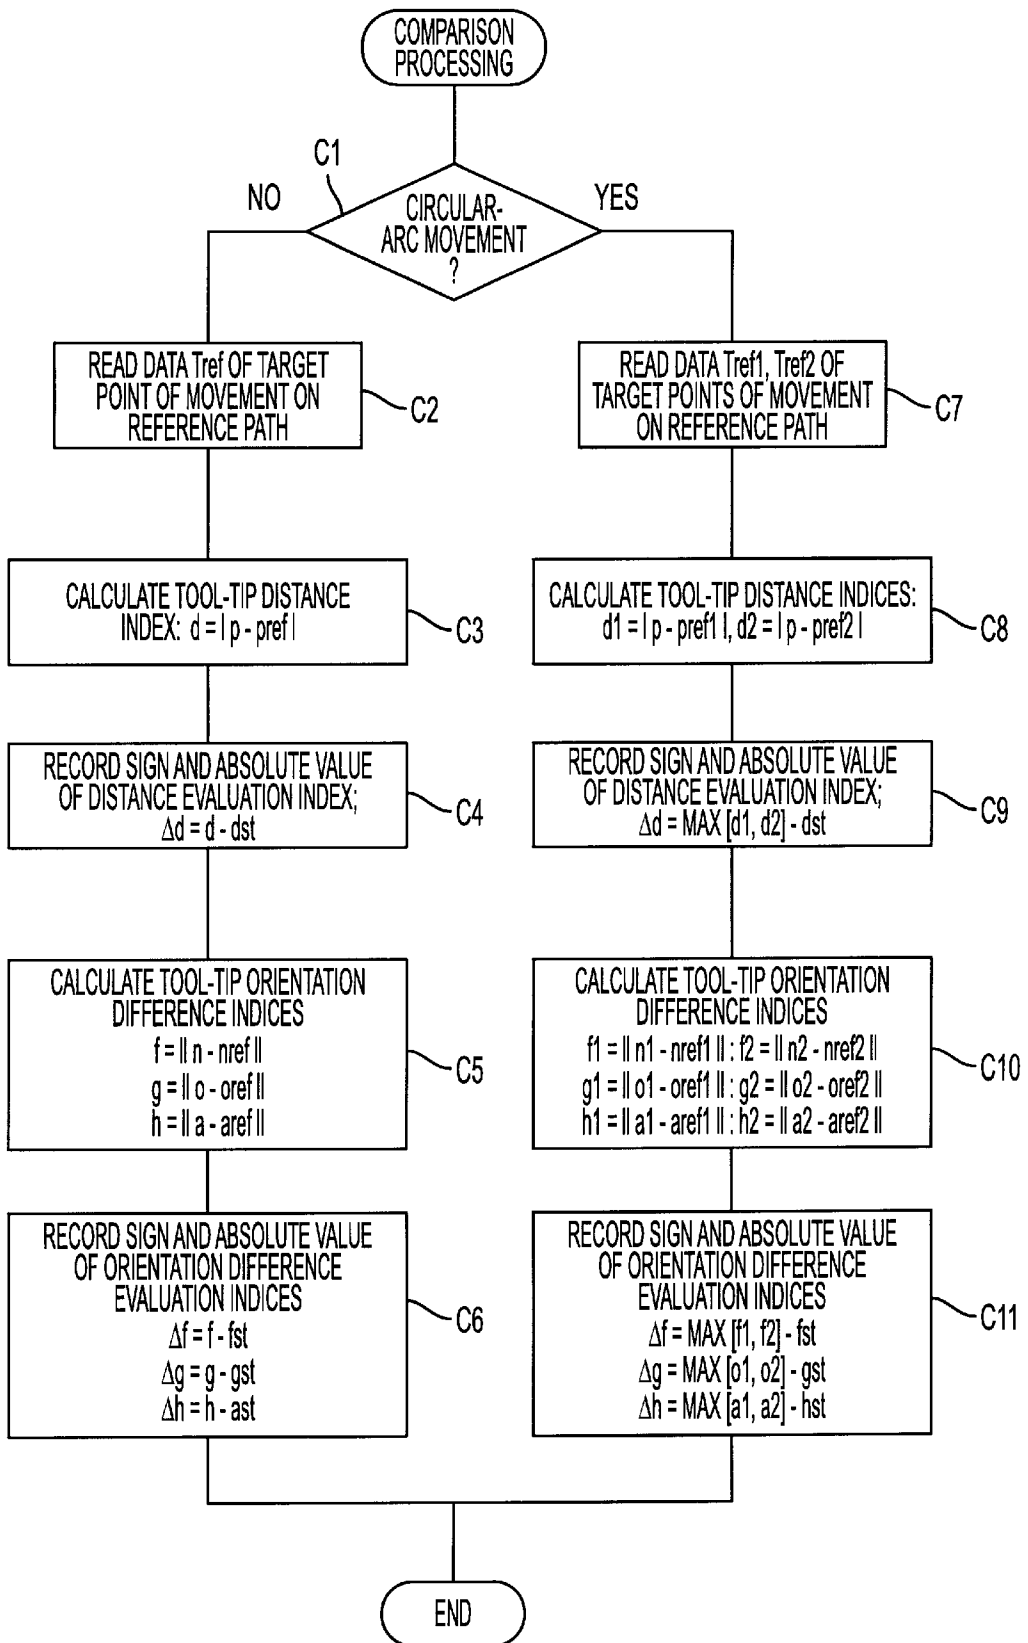 COMPARISON
PROCESSING
C1
NO
YES
CIRCULAR-
ARC MOVEMENT
?
READ DATA Tref OF TARGET
POINT OF MOVEMENT ON
REFERENCE PATH
C2
READ DATA Tref1, Tref2 OF
TARGET POINTS OF MOVEMENT
ON REFERENCE PATH
C7
CALCULATE TOOL-TIP DISTANCE
INDEX: d = | p - pref |
C3
CALCULATE TOOL-TIP DISTANCE INDICES:
d1 = | p - pref1 |, d2 = | p - pref2 |
C8
RECORD SIGN AND ABSOLUTE VALUE
OF DISTANCE EVALUATION INDEX;
Δd = d - dst
C4
RECORD SIGN AND ABSOLUTE VALUE
OF DISTANCE EVALUATION INDEX;
Δd = MAX [d1, d2] - dst
C9
CALCULATE TOOL-TIP ORIENTATION
DIFFERENCE INDICES
f = || n - nref ||
g = || o - oref ||
h = || a - aref ||
C5
CALCULATE TOOL-TIP ORIENTATION
DIFFERENCE INDICES
f1 = || n1 - nref1 || : f2 = || n2 - nref2 ||
g1 = || o1 - oref1 || : g2 = || o2 - oref2 ||
h1 = || a1 - aref1 || : h2 = || a2 - aref2 ||
C10
RECORD SIGN AND ABSOLUTE VALUE
OF ORIENTATION DIFFERENCE
EVALUATION INDICES
Δf = f - fst
Δg = g - gst
Δh = h - ast
C6
RECORD SIGN AND ABSOLUTE VALUE
OF ORIENTATION DIFFERENCE
EVALUATION INDICES
Δf = MAX [f1, f2] - fst
Δg = MAX [o1, o2] - gst
Δh = MAX [a1, a2] - hst
C11
END